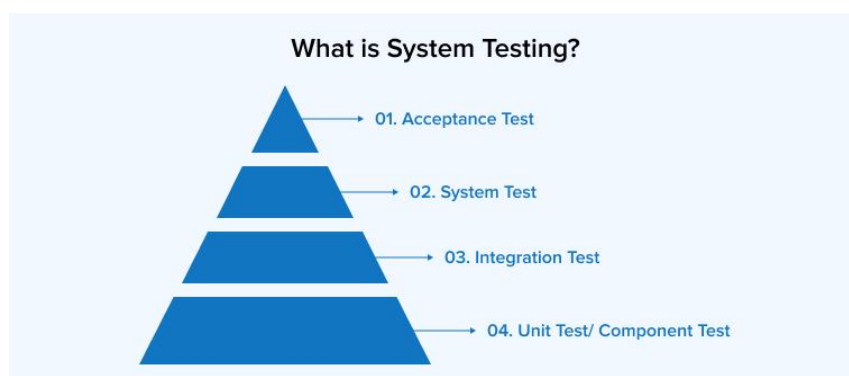 What is System Testing?
01. Acceptance Test
02. System Test
03. Integration Test
04. Unit Test/ Component Test